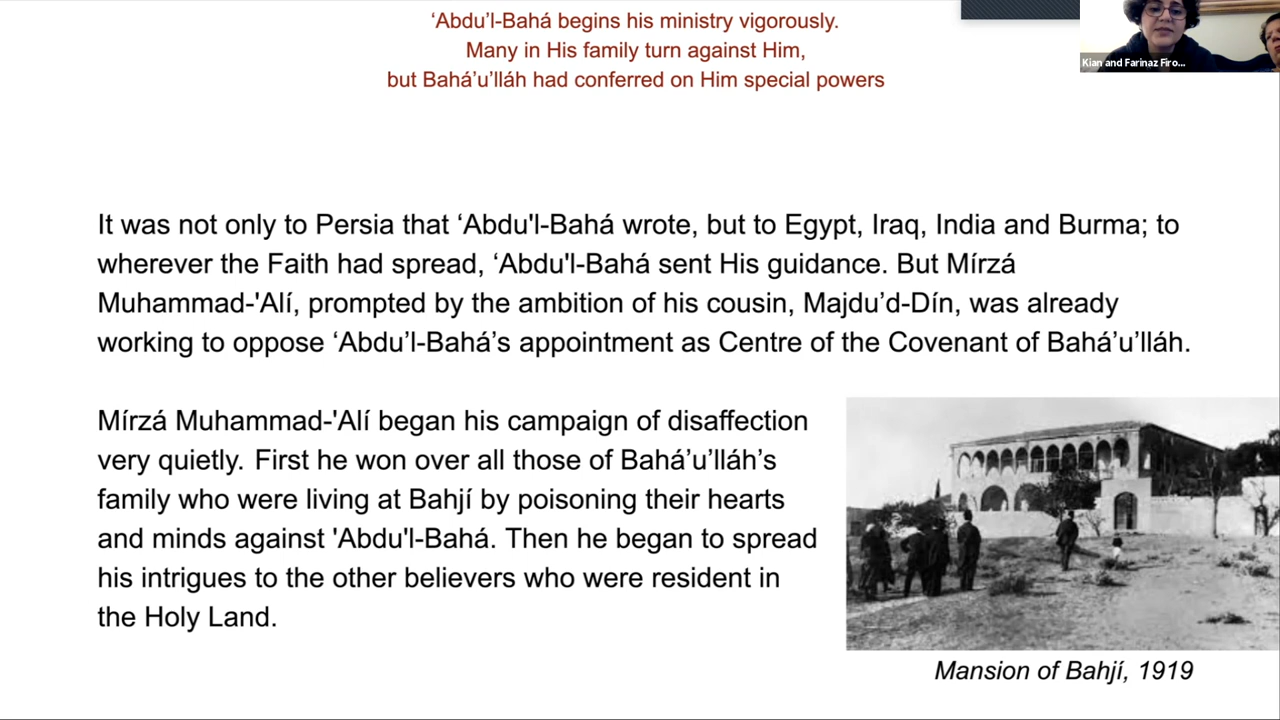 ‘Abdu’l-Bahá begins his ministry vigorously.
Many in His family turn against Him,
but Bahá’u’lláh had conferred on Him special powers
Kian and Farinaz Firo...
It was not only to Persia that ‘Abdu'l-Bahá wrote, but to Egypt, Iraq, India and Burma; to
wherever the Faith had spread, ‘Abdu'l-Bahá sent His guidance. But Mírzá
Muhammad-'Alí, prompted by the ambition of his cousin, Majdu’d-Dín, was already
working to oppose ‘Abdu’l-Bahá’s appointment as Centre of the Covenant of Bahá’u’lláh.
Mírzá Muhammad-'Alí began his campaign of disaffection
very quietly. First he won over all those of Bahá’u’lláh’s
family who were living at Bahjí by poisoning their hearts
and minds against 'Abdu'l-Bahá. Then he began to spread
his intrigues to the other believers who were resident in
the Holy Land.
Mansion of Bahjí, 1919